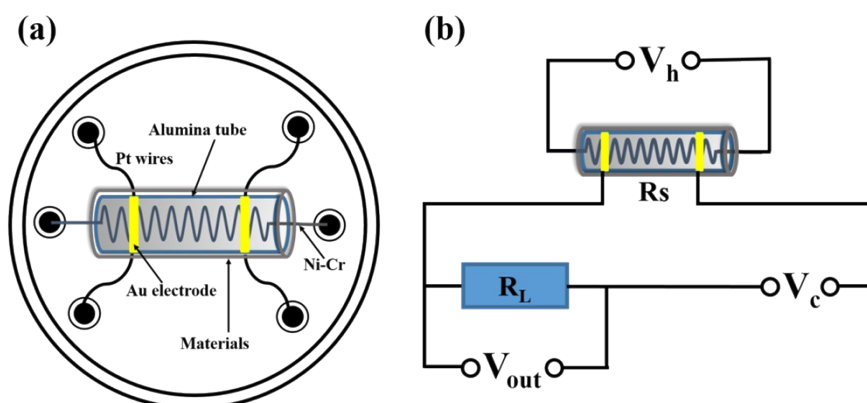 (a)
Alumina tube
Pt wires
Ni-Cr
Au electrode
Materials
(b)
Vh
Rs
RL
Vc
Vout